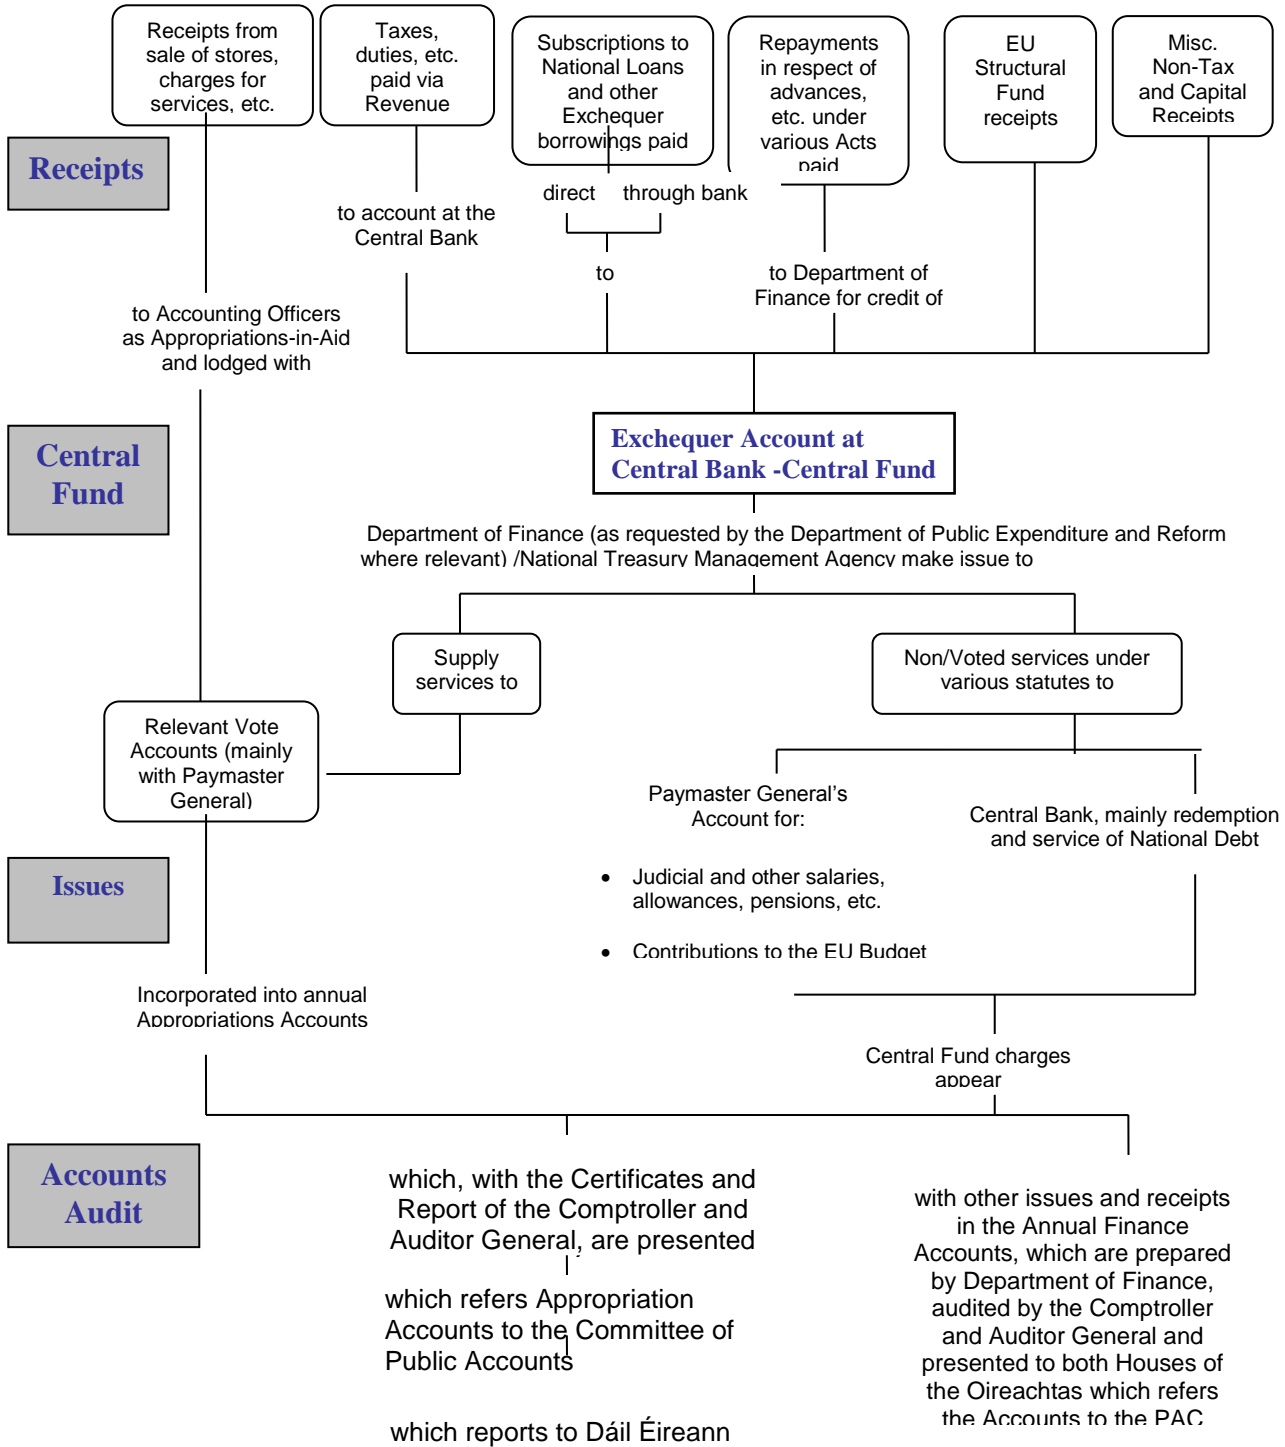 Receipts from
sale of stores,
charges for
services, etc.
Taxes,
duties, etc.
paid via
Revenue
Subscriptions to
National Loans
and other
Exchequer
borrowings paid
Repayments
in respect of
advances,
etc. under
various Acts
paid
EU
Structural
Fund
receipts
Misc.
Non-Tax
and Capital
Receipts
Receipts
direct
through bank
to account at the
Central Bank
to
to Department of
Finance for credit of
to Accounting Officers
as Appropriations-in-Aid
and lodged with
Central
Fund
Exchequer Account at
Central Bank -Central Fund
Department of Finance (as requested by the Department of Public Expenditure and Reform
where relevant) /National Treasury Management Agency make issue to
Supply
services to
Non/Voted services under
various statutes to
Relevant Vote
Accounts (mainly
with Paymaster
General)
Paymaster General’s
Account for:
Central Bank, mainly redemption
and service of National Debt
Issues
• Judicial and other salaries,
allowances, pensions, etc.
• Contributions to the EU Budget
Incorporated into annual
Appropriations Accounts
Central Fund charges
appear
Accounts
Audit
which, with the Certificates and
Report of the Comptroller and
Auditor General, are presented
which refers Appropriation
Accounts to the Committee of
Public Accounts
which reports to Dáil Éireann
with other issues and receipts
in the Annual Finance
Accounts, which are prepared
by Department of Finance,
audited by the Comptroller
and Auditor General and
presented to both Houses of
the Oireachtas which refers
the Accounts to the PAC